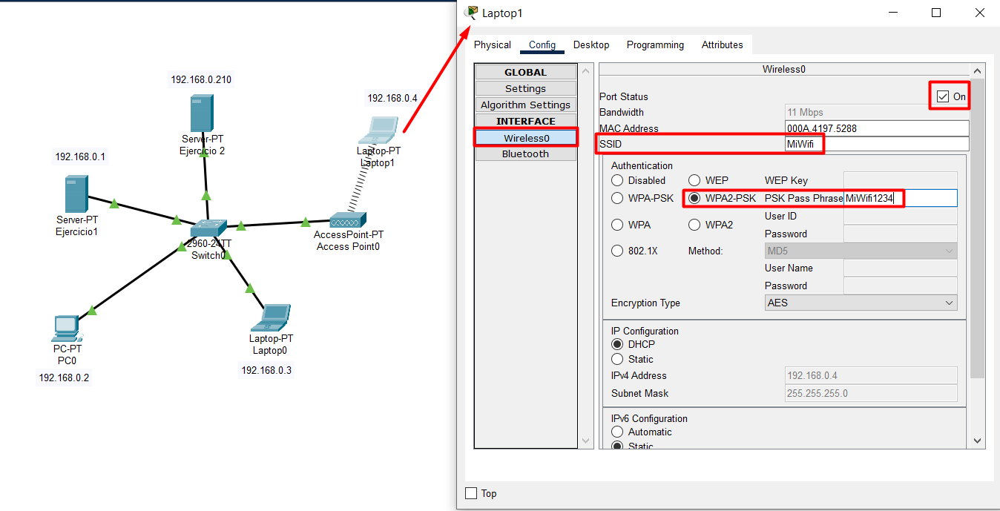 192.168.0.210
Server-PT
Ejercicio 2
192.168.0.4
Laptop-PT
Laptop1
192.168.0.1
Server-PT
Ejercicio1
2960-24TT
Switch0
AccessPoint-PT
Access Point0
PC-PT
PC0
192.168.0.2
Laptop-PT
Laptop0
192.168.0.3
Laptop1
Physical Config Desktop Programming Attributes
GLOBAL
Settings
Algorithm Settings
INTERFACE
Wireless0
Bluetooth
Wireless0
Port Status On
Bandwidth 11 Mbps
MAC Address 000A.4197.5288
SSID MiWifi
Authentication
Disabled WEP WEP Key
WPA-PSK WPA2-PSK PSK Pass Phrase MiWifi1234
User ID
WPA WPA2
Password
802.1X Method: MD5
User Name
Password
Encryption Type AES
IP Configuration
DHCP
Static
IPv4 Address 192.168.0.4
Subnet Mask 255.255.255.0
IPv6 Configuration
Automatic
Static
Top